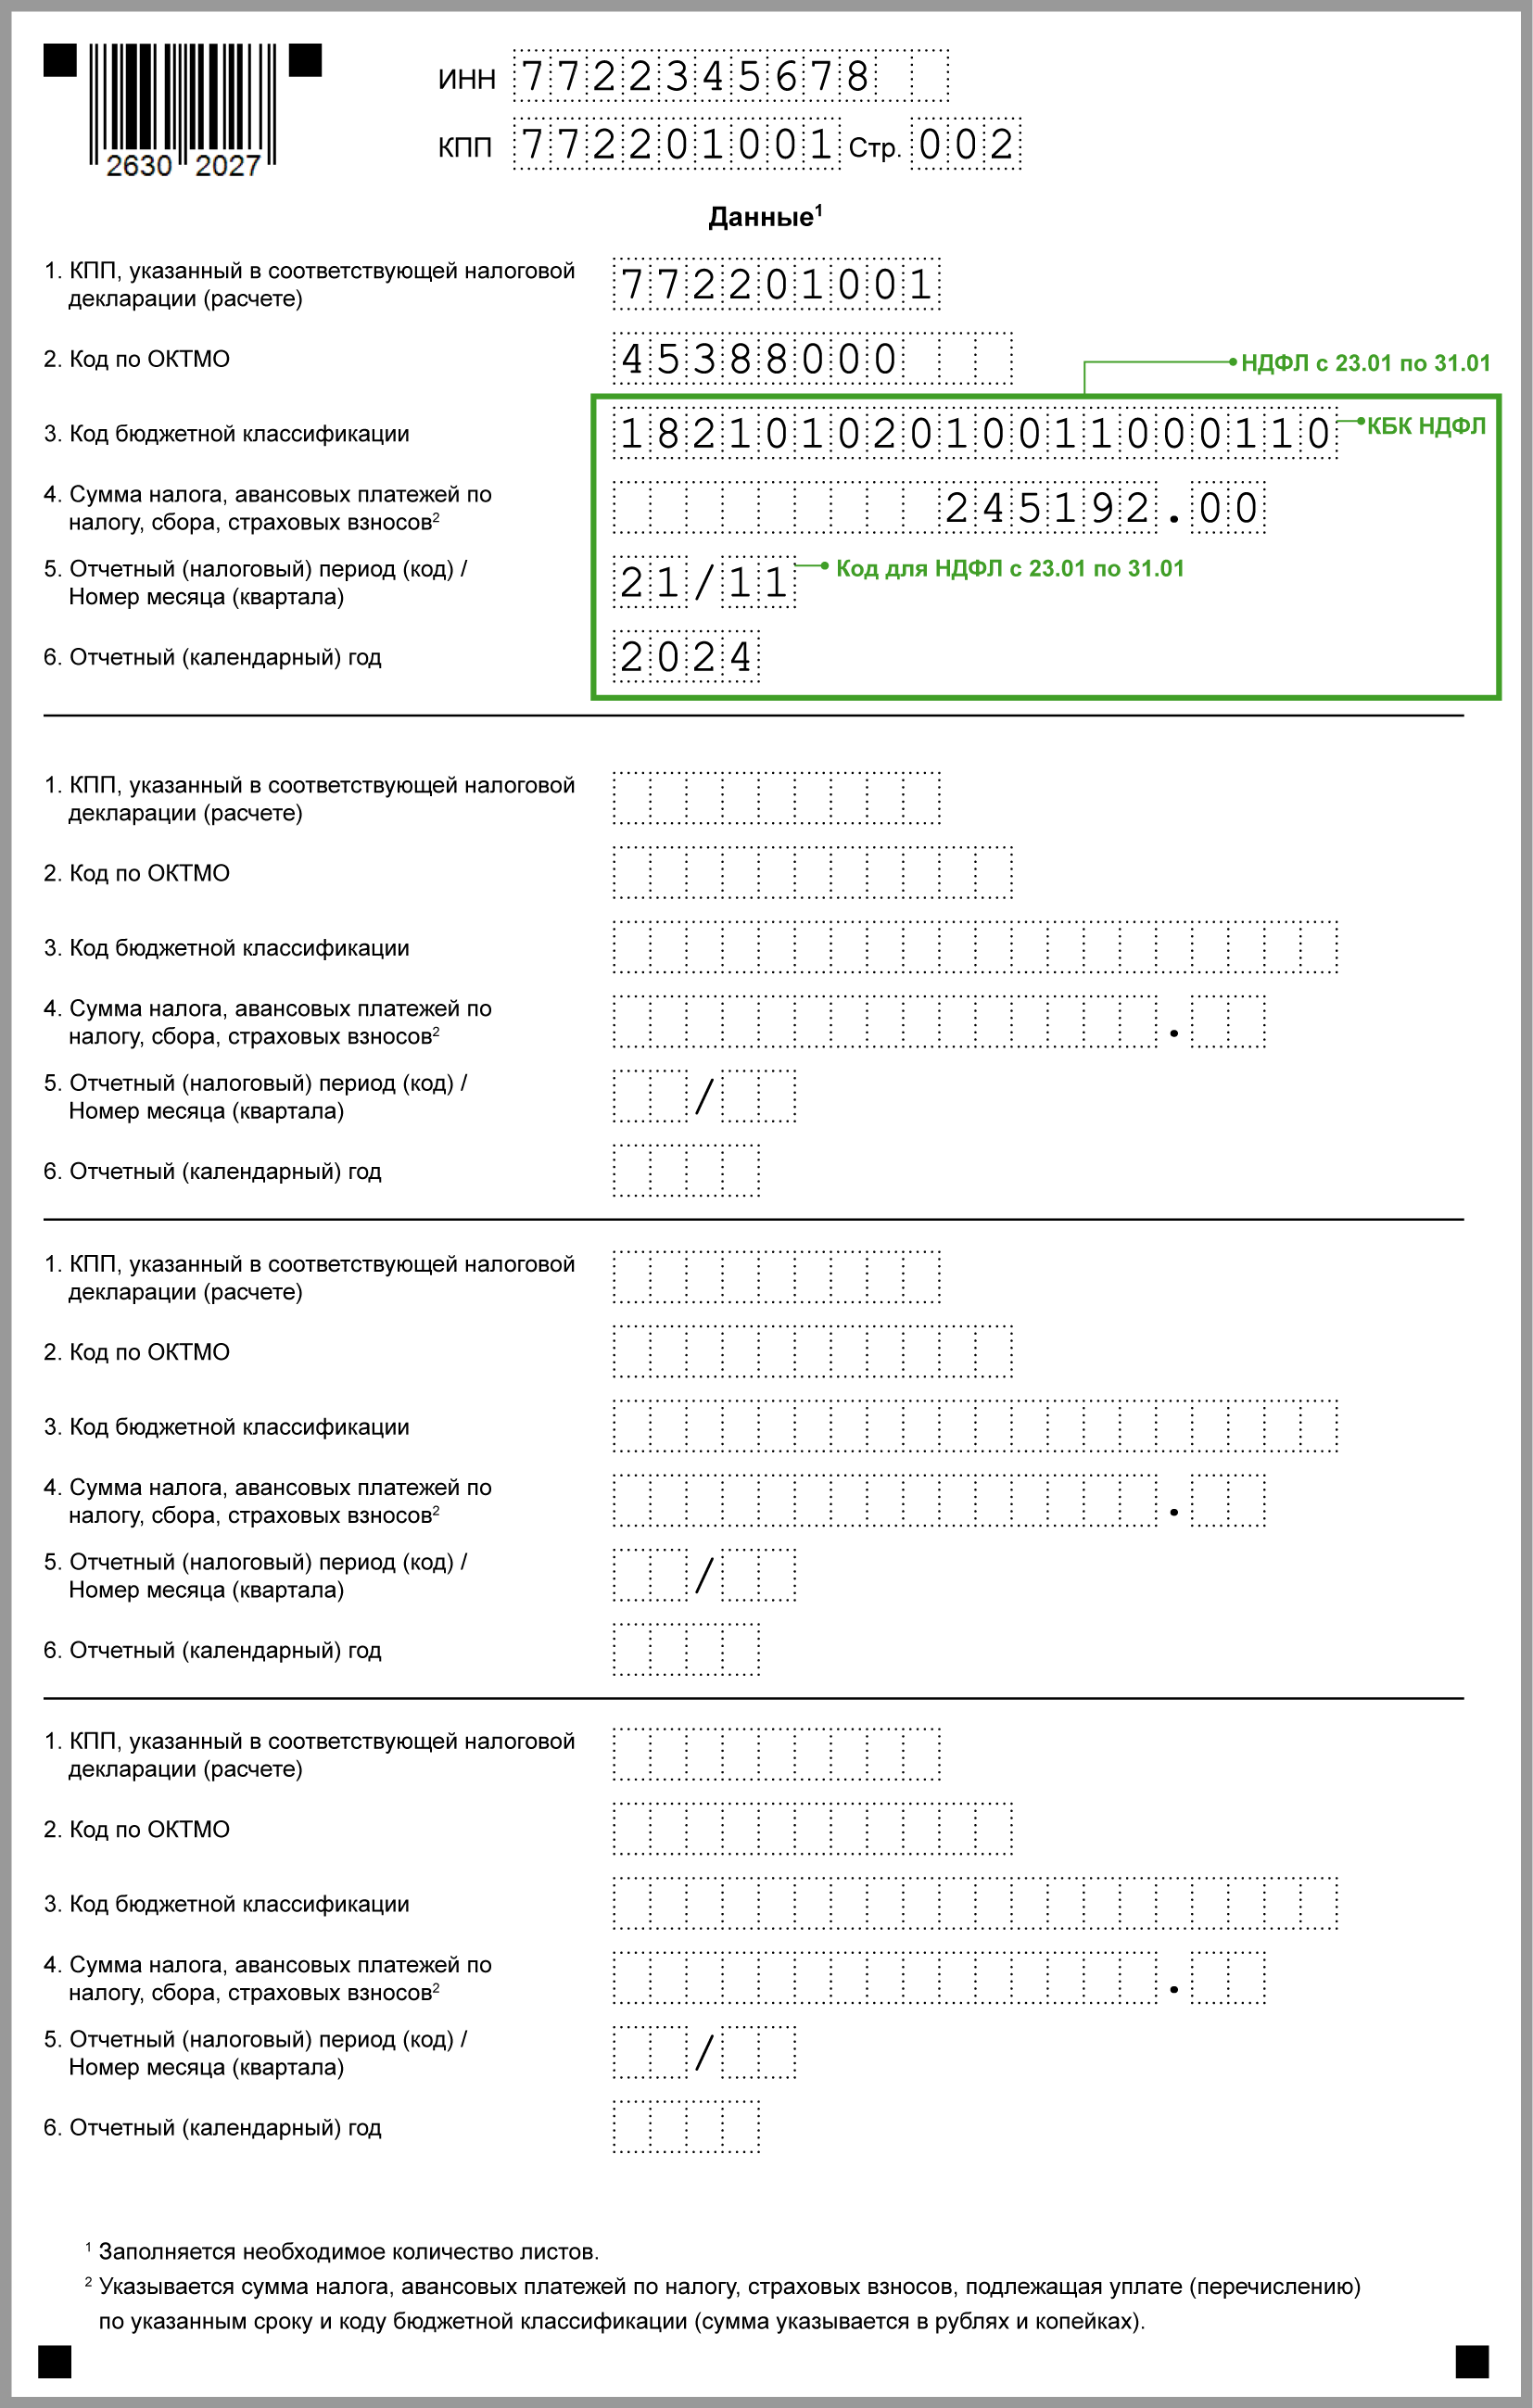 ИНН 7722345678
КПП 772201001 Стр. 002
2630 2027
Данные¹
1. КПП, указанный в соответствующей налоговой
декларации (расчете) 772201001
2. Код по ОКТМО 45388000
НДФЛ с 23.01 по 31.01
3. Код бюджетной классификации 18210102010011000110 КБК НДФЛ
4. Сумма налога, авансовых платежей по
налогу, сбора, страховых взносов² 245192.00
5. Отчетный (налоговый) период (код) /
Номер месяца (квартала) 21/11 Код для НДФЛ с 23.01 по 31.01
6. Отчетный (календарный) год 2024
1. КПП, указанный в соответствующей налоговой
декларации (расчете)
2. Код по ОКТМО
3. Код бюджетной классификации
4. Сумма налога, авансовых платежей по
налогу, сбора, страховых взносов² .
5. Отчетный (налоговый) период (код) /
Номер месяца (квартала) /
6. Отчетный (календарный) год
1. КПП, указанный в соответствующей налоговой
декларации (расчете)
2. Код по ОКТМО
3. Код бюджетной классификации
4. Сумма налога, авансовых платежей по
налогу, сбора, страховых взносов² .
5. Отчетный (налоговый) период (код) /
Номер месяца (квартала) /
6. Отчетный (календарный) год
1. КПП, указанный в соответствующей налоговой
декларации (расчете)
2. Код по ОКТМО
3. Код бюджетной классификации
4. Сумма налога, авансовых платежей по
налогу, сбора, страховых взносов² .
5. Отчетный (налоговый) период (код) /
Номер месяца (квартала) /
6. Отчетный (календарный) год
¹ Заполняется необходимое количество листов.
² Указывается сумма налога, авансовых платежей по налогу, страховых взносов, подлежащая уплате (перечислению)
по указанным сроку и коду бюджетной классификации (сумма указывается в рублях и копейках).